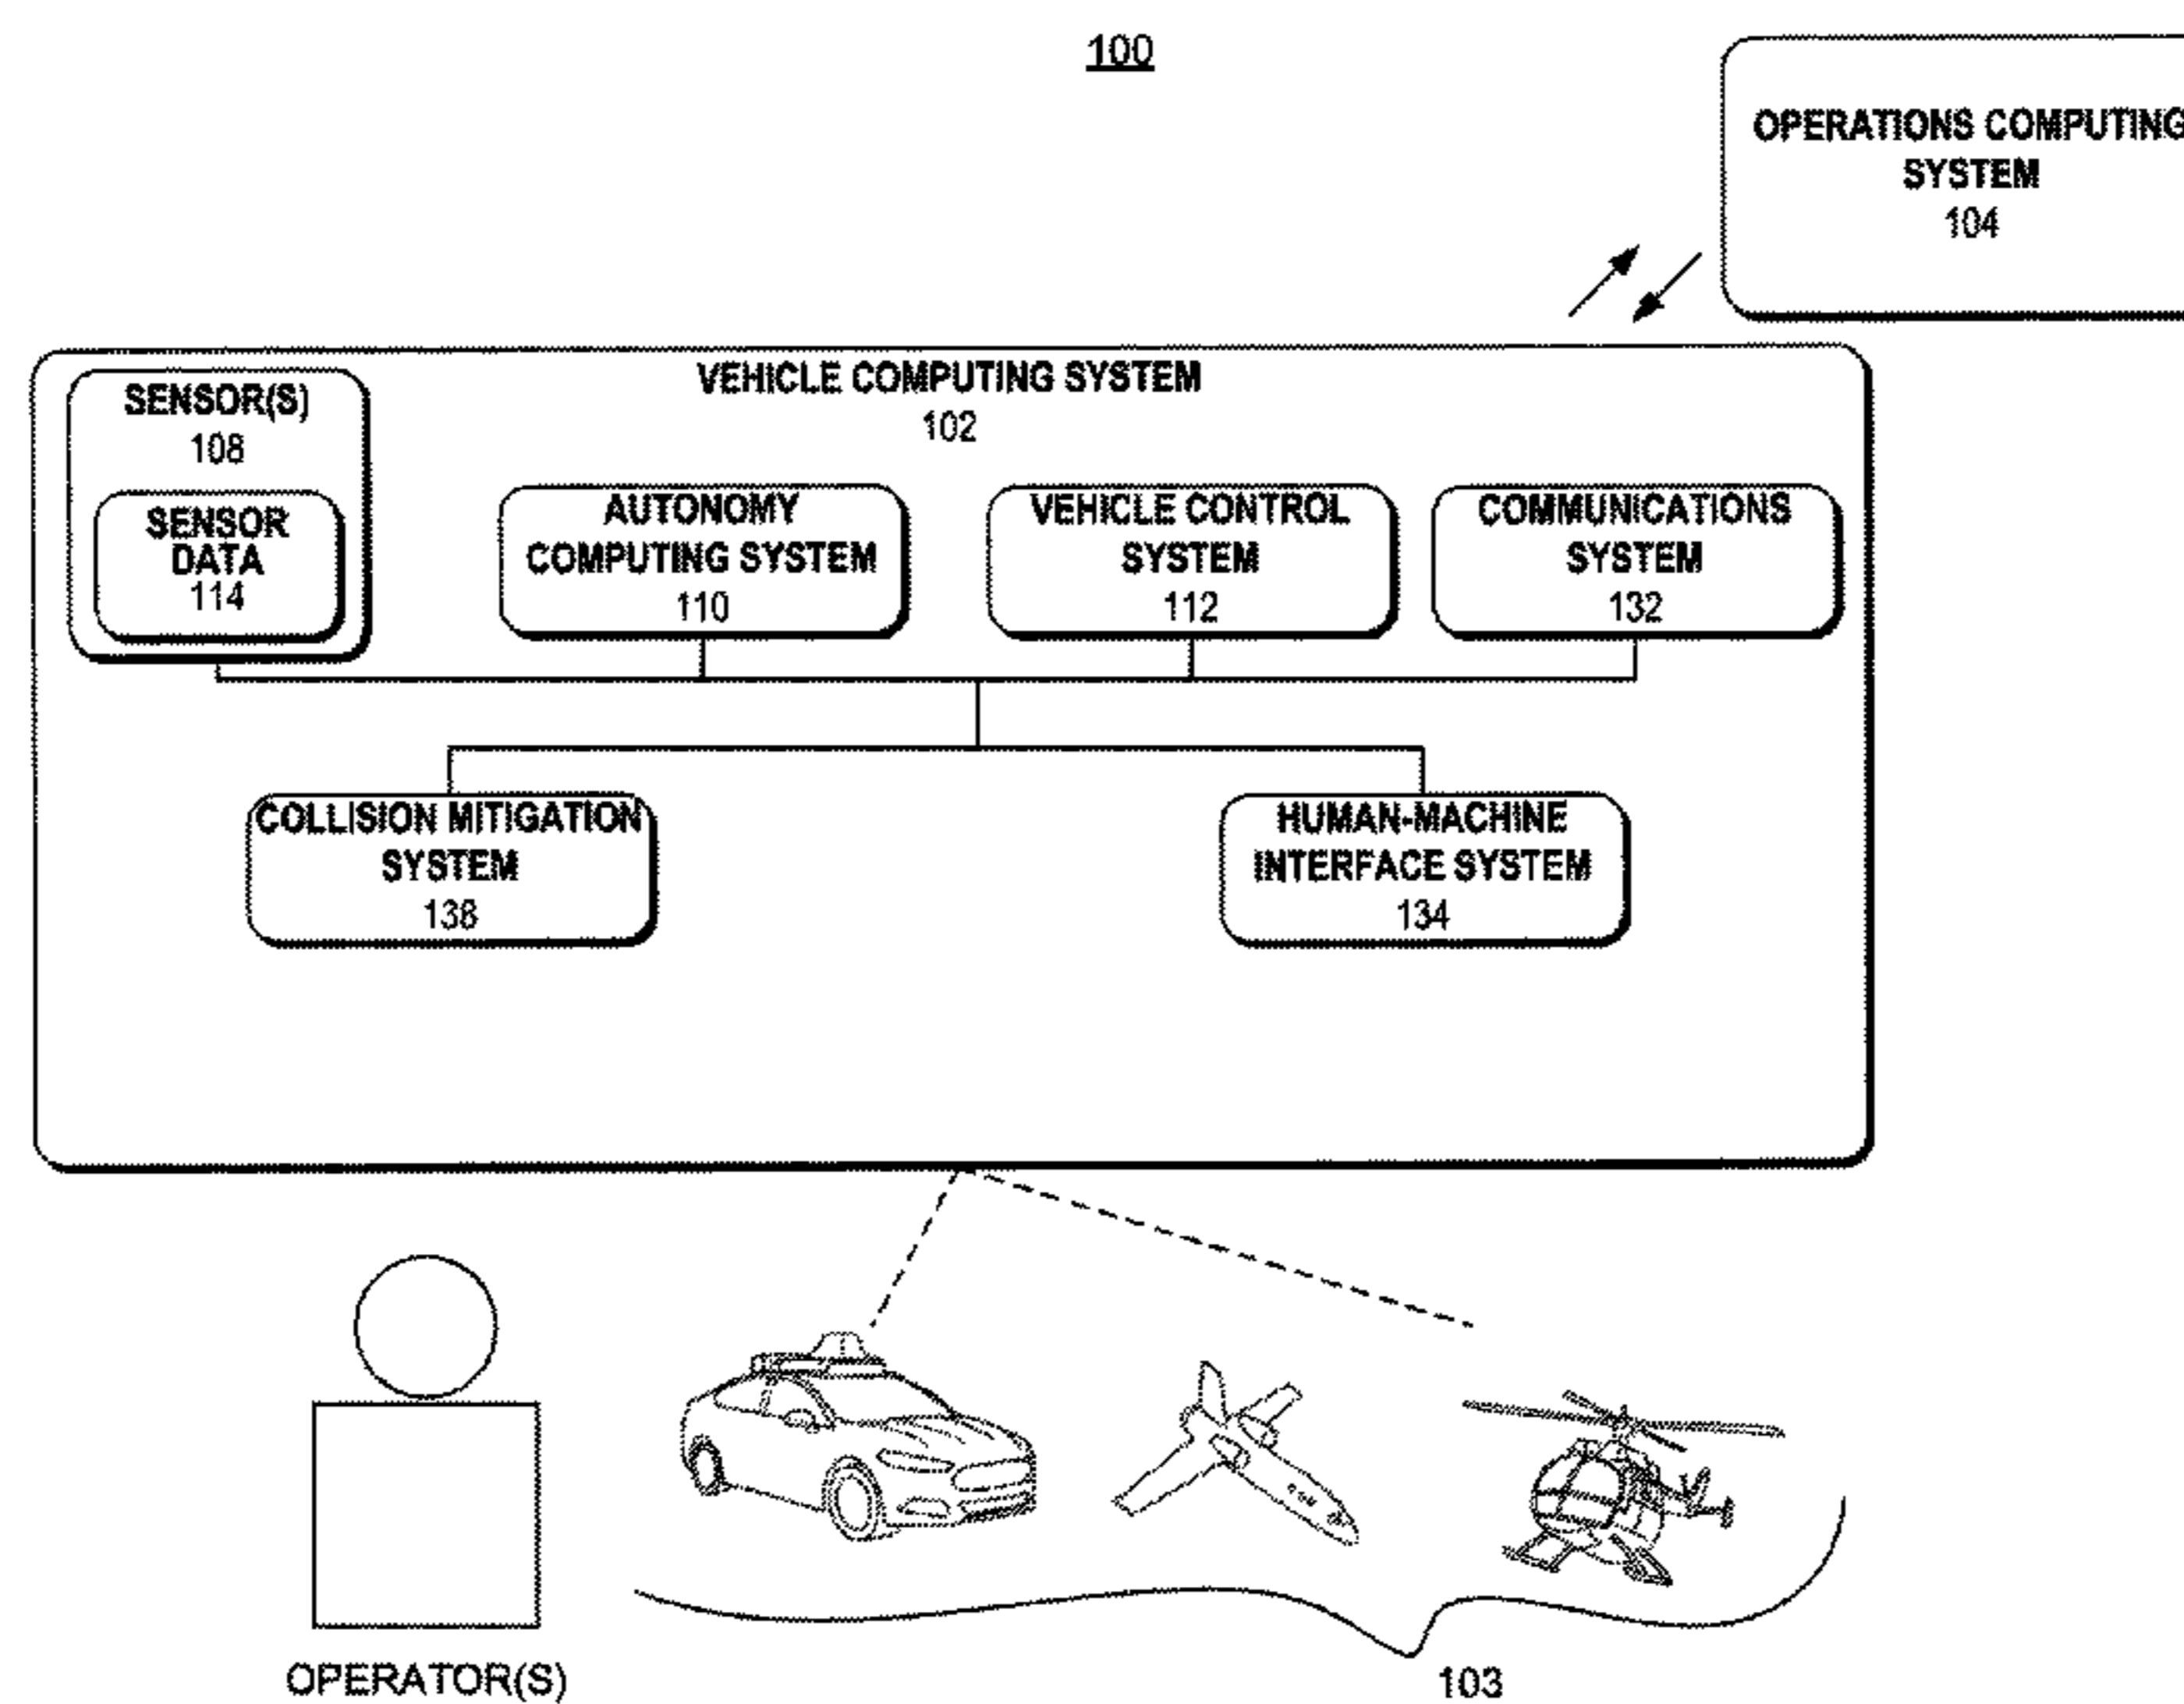 100
OPERATIONS COMPUTING
SYSTEM
104
VEHICLE COMPUTING SYSTEM
102
SENSOR(S)
108
SENSOR
DATA
114
AUTONOMY
COMPUTING SYSTEM
110
VEHICLE CONTROL
SYSTEM
112
COMMUNICATIONS
SYSTEM
132
COLLISION MITIGATION
SYSTEM
136
HUMAN-MACHINE
INTERFACE SYSTEM
134
OPERATOR(S)
103